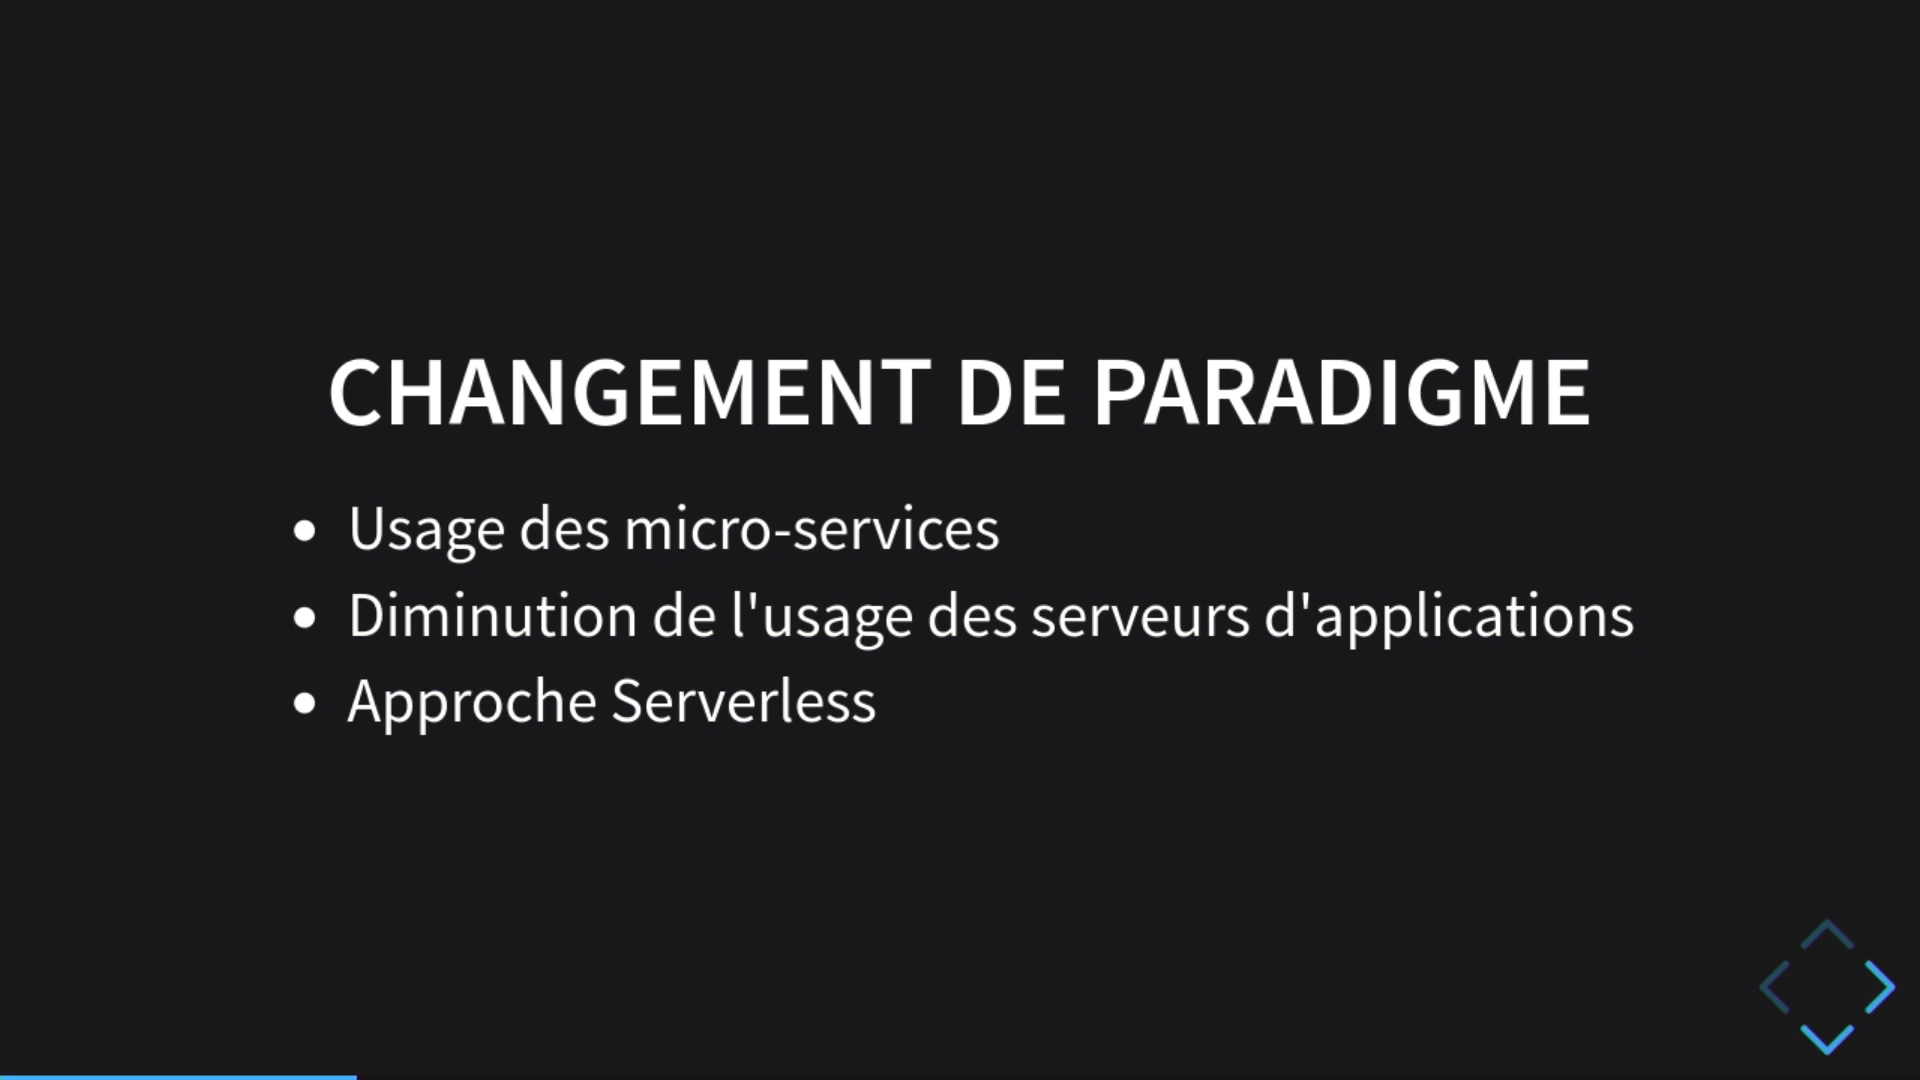 CHANGEMENT DE PARADIGME
Usage des micro-services
Diminution de l'usage des serveurs d'applications
Approche Serverless